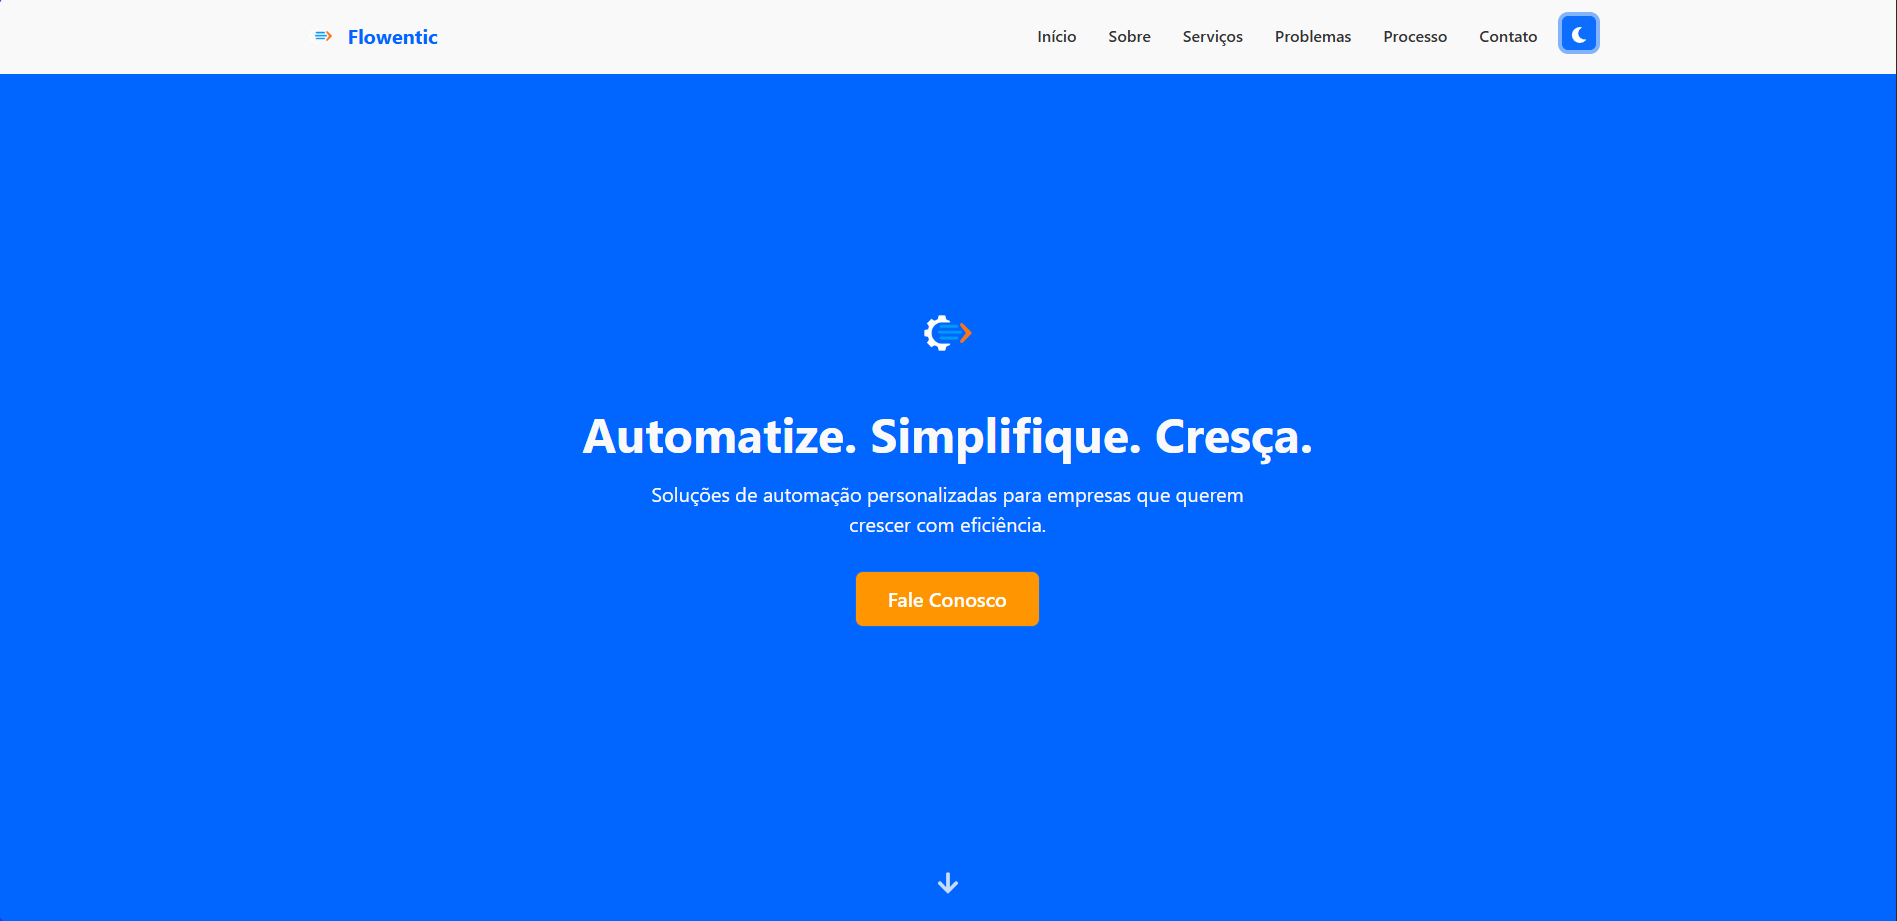 Flowentic
Início
Sobre
Serviços
Problemas
Processo
Contato
Automatize. Simplifique. Cresça.
Soluções de automação personalizadas para empresas que querem
crescer com eficiência.
Fale Conosco